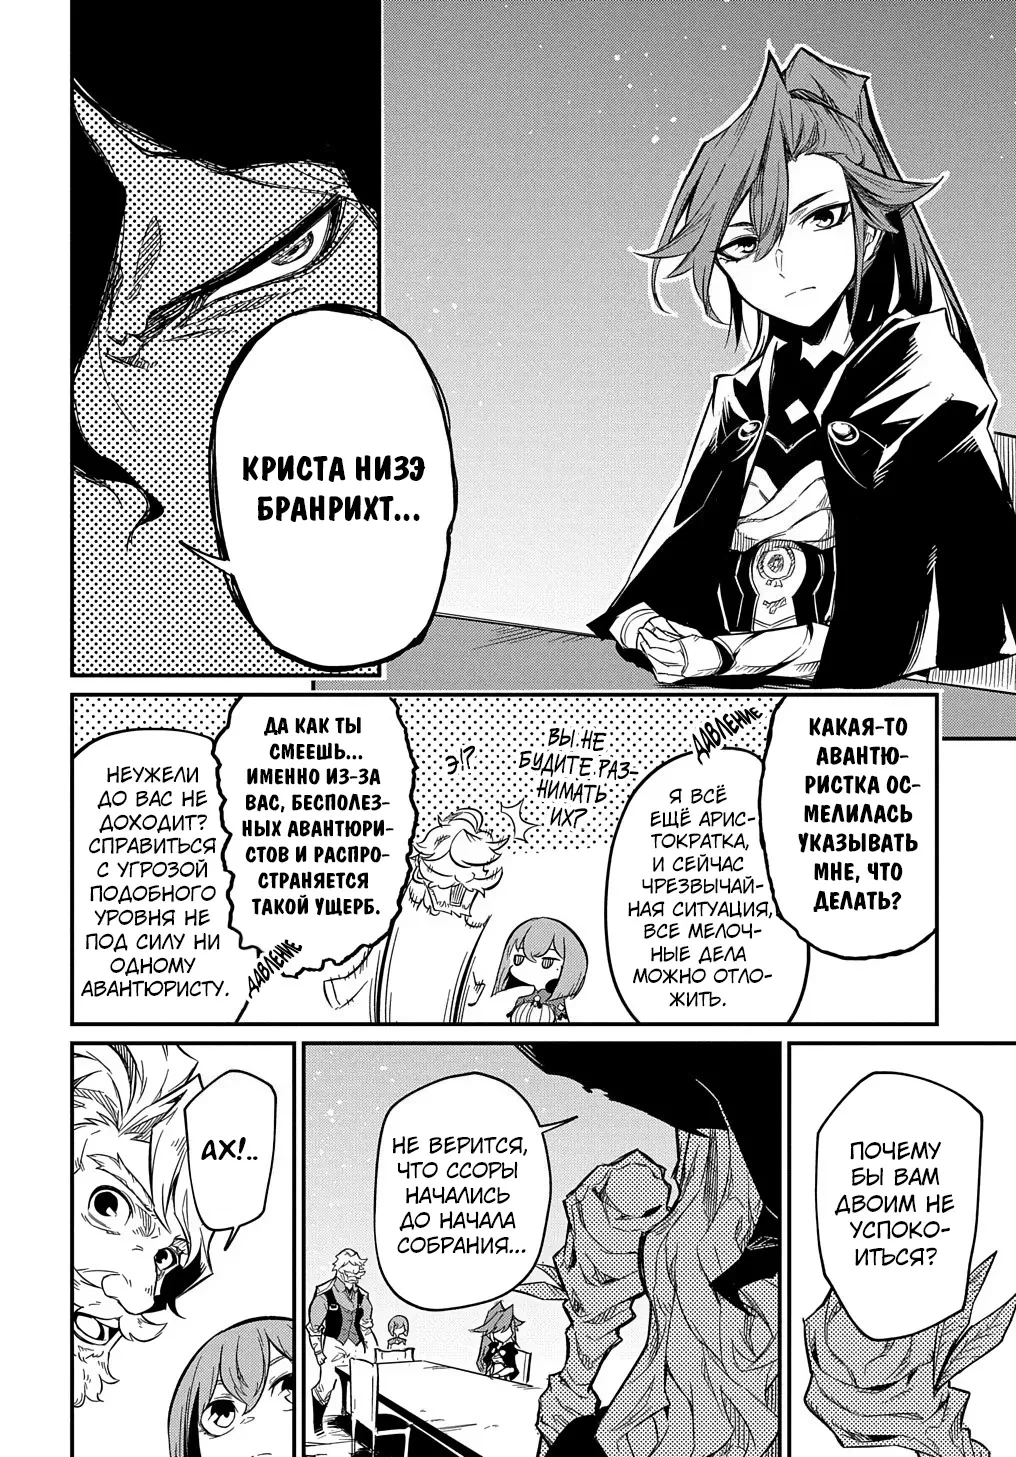 КРИСТА НИЗЭ
БРАНРИХТ...
КАКАЯ-ТО
АВАНТЮ-
РИСТКА ОС-
МЕЛИЛАСЬ
УКАЗЫВАТЬ
МНЕ, ЧТО
ДЕЛАТЬ?
ДАВЛЕНИЕ
Я ВСЁ
ЕЩЁ АРИС-
ТОКРАТКА,
И СЕЙЧАС
ЧРЕЗВЫЧАЙ-
НАЯ СИТУАЦИЯ,
ВСЕ МЕЛОЧ-
НЫЕ ДЕЛА
МОЖНО ОТЛО-
ЖИТЬ.
ВЫ НЕ
БУДИТЕ РАЗ-
НИМАТЬ
ИХ?
Э!?
ДА КАК ТЫ
СМЕЕШЬ...
ИМЕННО ИЗ-ЗА
ВАС, БЕСПОЛЕЗ-
НЫХ АВАНТЮРИ-
СТОВ И РАСПРО-
СТРАНЯЕТСЯ
ТАКОЙ УЩЕРБ.
ДАВЛЕНИЕ
НЕУЖЕЛИ
ДО ВАС НЕ
ДОХОДИТ?
СПРАВИТЬСЯ
С УГРОЗОЙ
ПОДОБНОГО
УРОВНЯ НЕ
ПОД СИЛУ НИ
ОДНОМУ
АВАНТЮРИСТУ.
ПОЧЕМУ
БЫ ВАМ
ДВОИМ НЕ
УСПОКО-
ИТЬСЯ?
НЕ ВЕРИТСЯ,
ЧТО ССОРЫ
НАЧАЛИСЬ
ДО НАЧАЛА
СОБРАНИЯ...
АХ!..